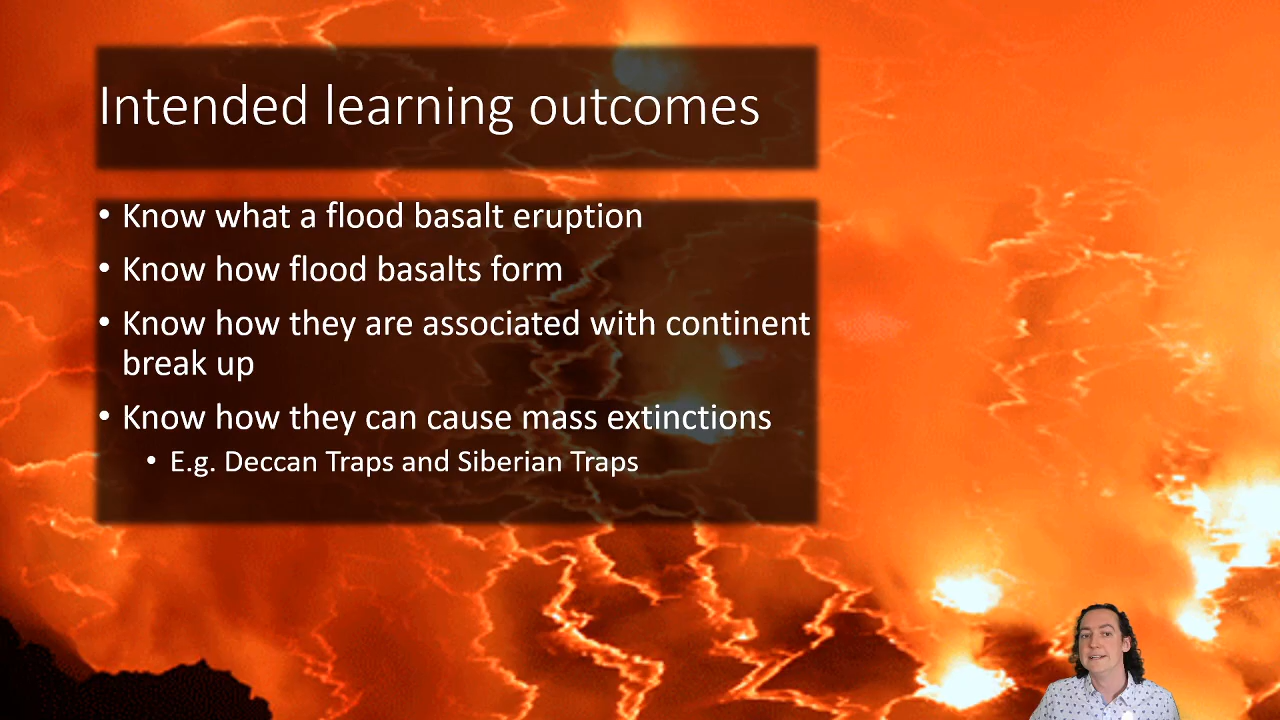 Intended learning outcomes
• Know what a flood basalt eruption
• Know how flood basalts form
• Know how they are associated with continent
break up
• Know how they can cause mass extinctions
• E.g. Deccan Traps and Siberian Traps